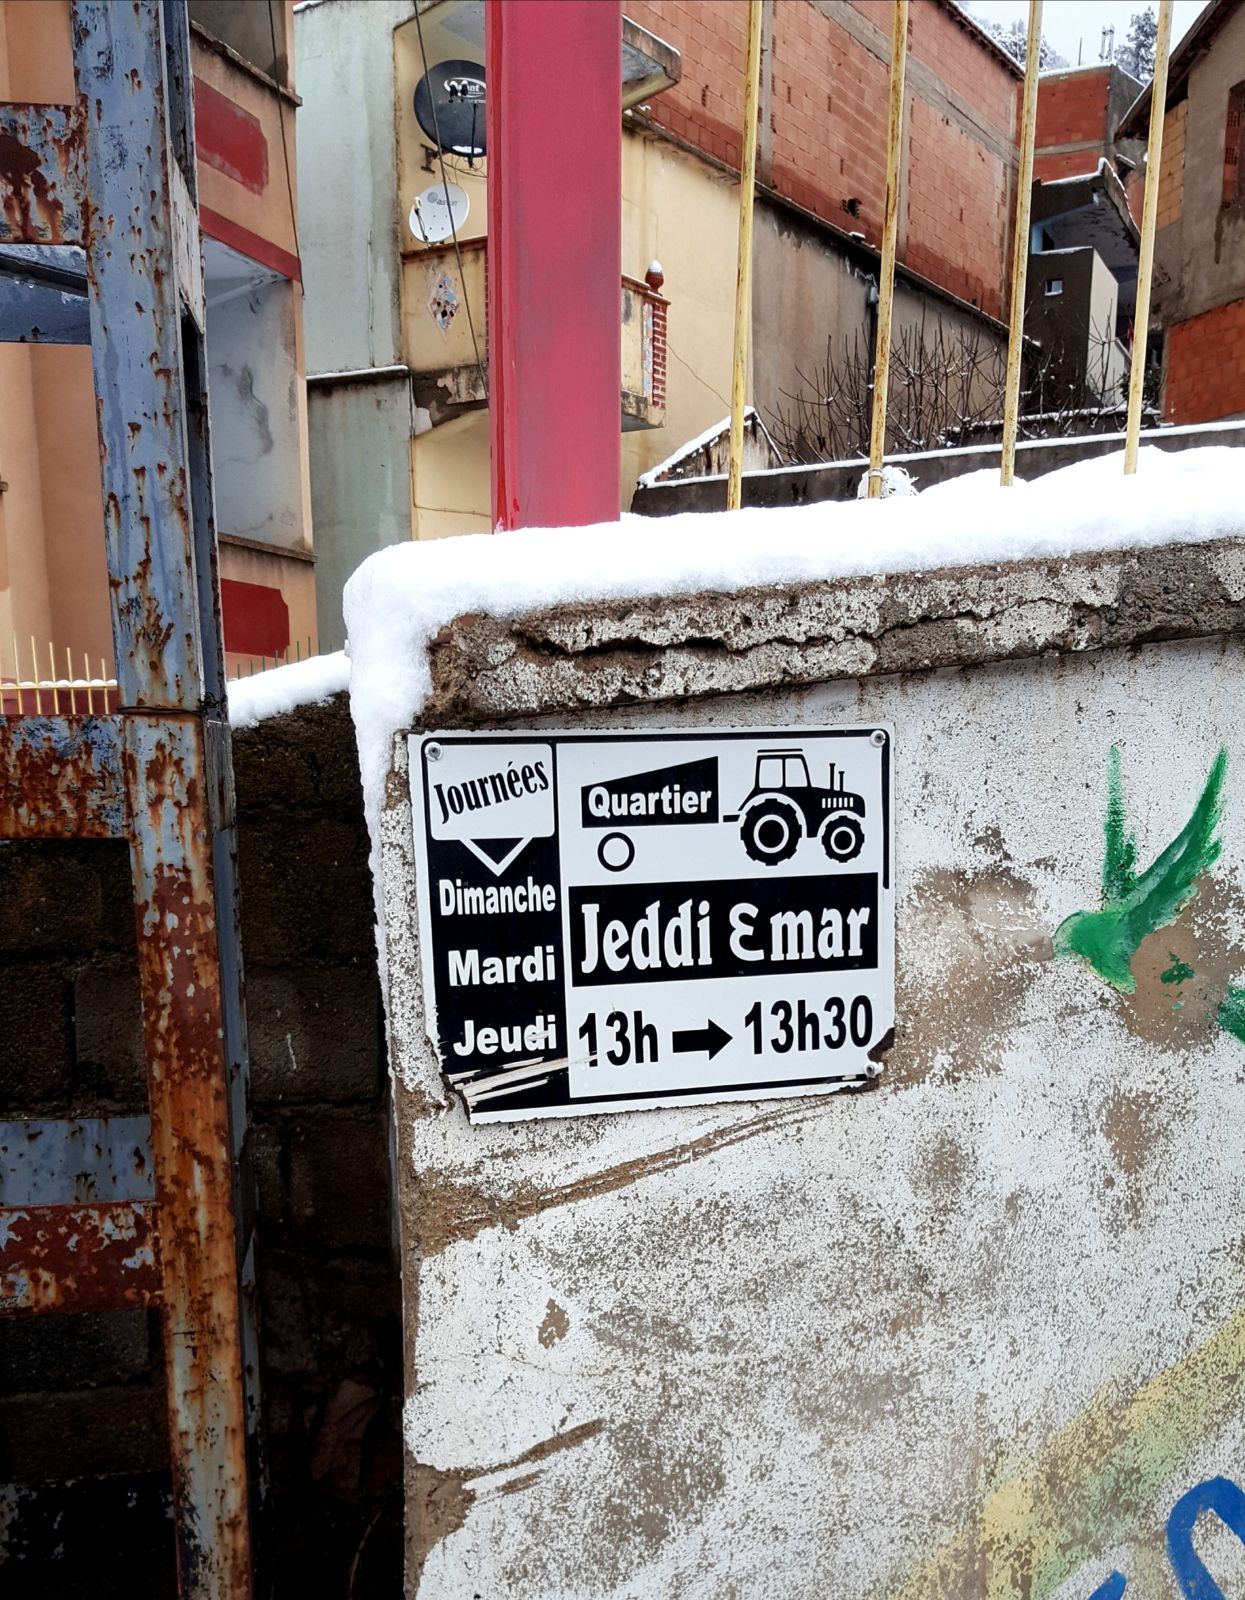 Journées
Dimanche
Mardi
Jeudi
Quartier
Jeddi Ɛmar
13h ➡ 13h30